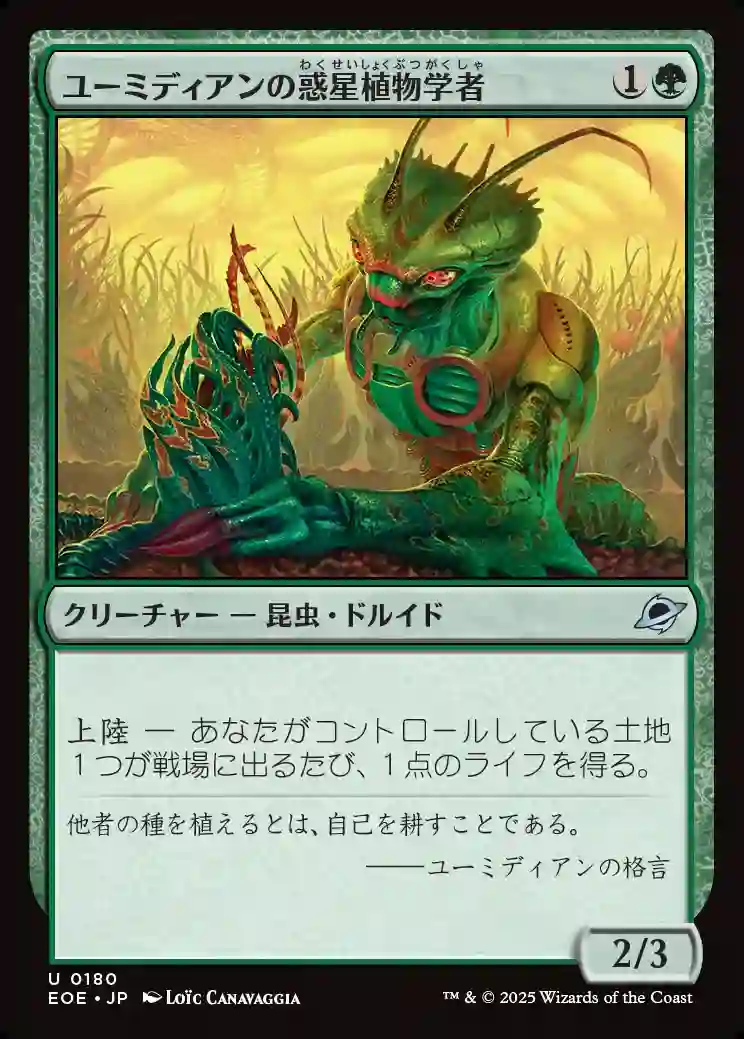 わくせいしょくぶつがくしゃ
ユーミディアンの惑星植物学者 1
クリーチャー — 昆虫・ドルイド
上陸 — あなたがコントロールしている土地
１つが戦場に出るたび、１点のライフを得る。
他者の種を植えるとは、自己を耕すことである。
——ユーミディアンの格言
2/3
U 0180
EOE • JP Loïc Canavaggia
™ & © 2025 Wizards of the Coast